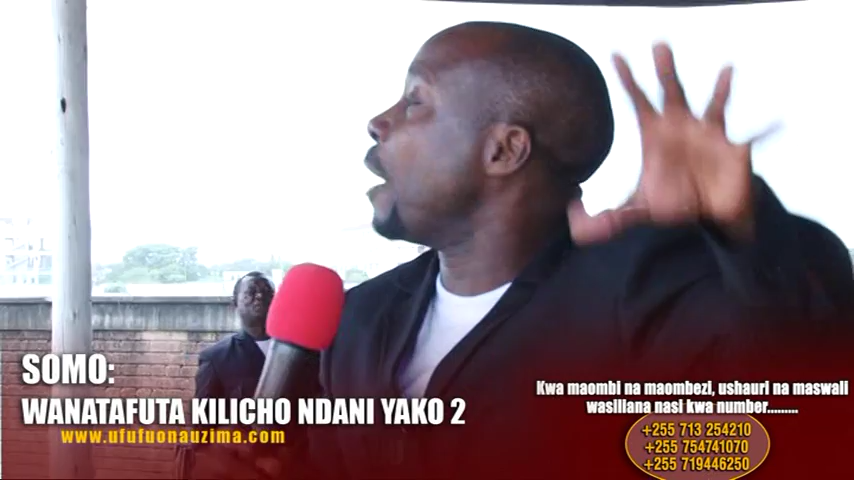 SOMO:
WANATAFUTA KILICHO NDANI YAKO 2
www.ufufuonauzima.com
Kwa maombi na maombezi, ushauri na maswali
wasiliana nasi kwa number.........
+255 713 254210
+255 754741070
+255 719446250